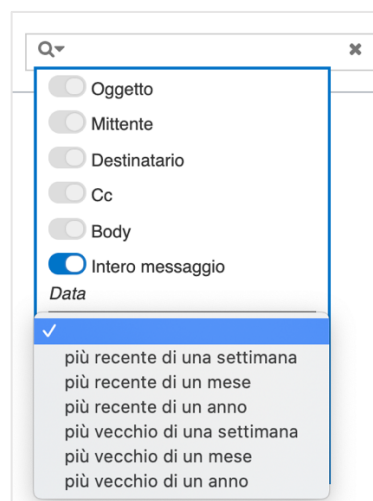 Oggetto
Mittente
Destinatario
Cc
Body
Intero messaggio
Data
più recente di una settimana
più recente di un mese
più recente di un anno
più vecchio di una settimana
più vecchio di un mese
più vecchio di un anno